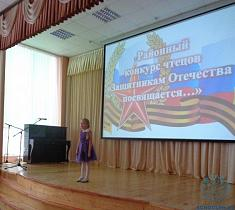 Районный
конкурс чтецов
«Защитникам Отечества
посвящается...»